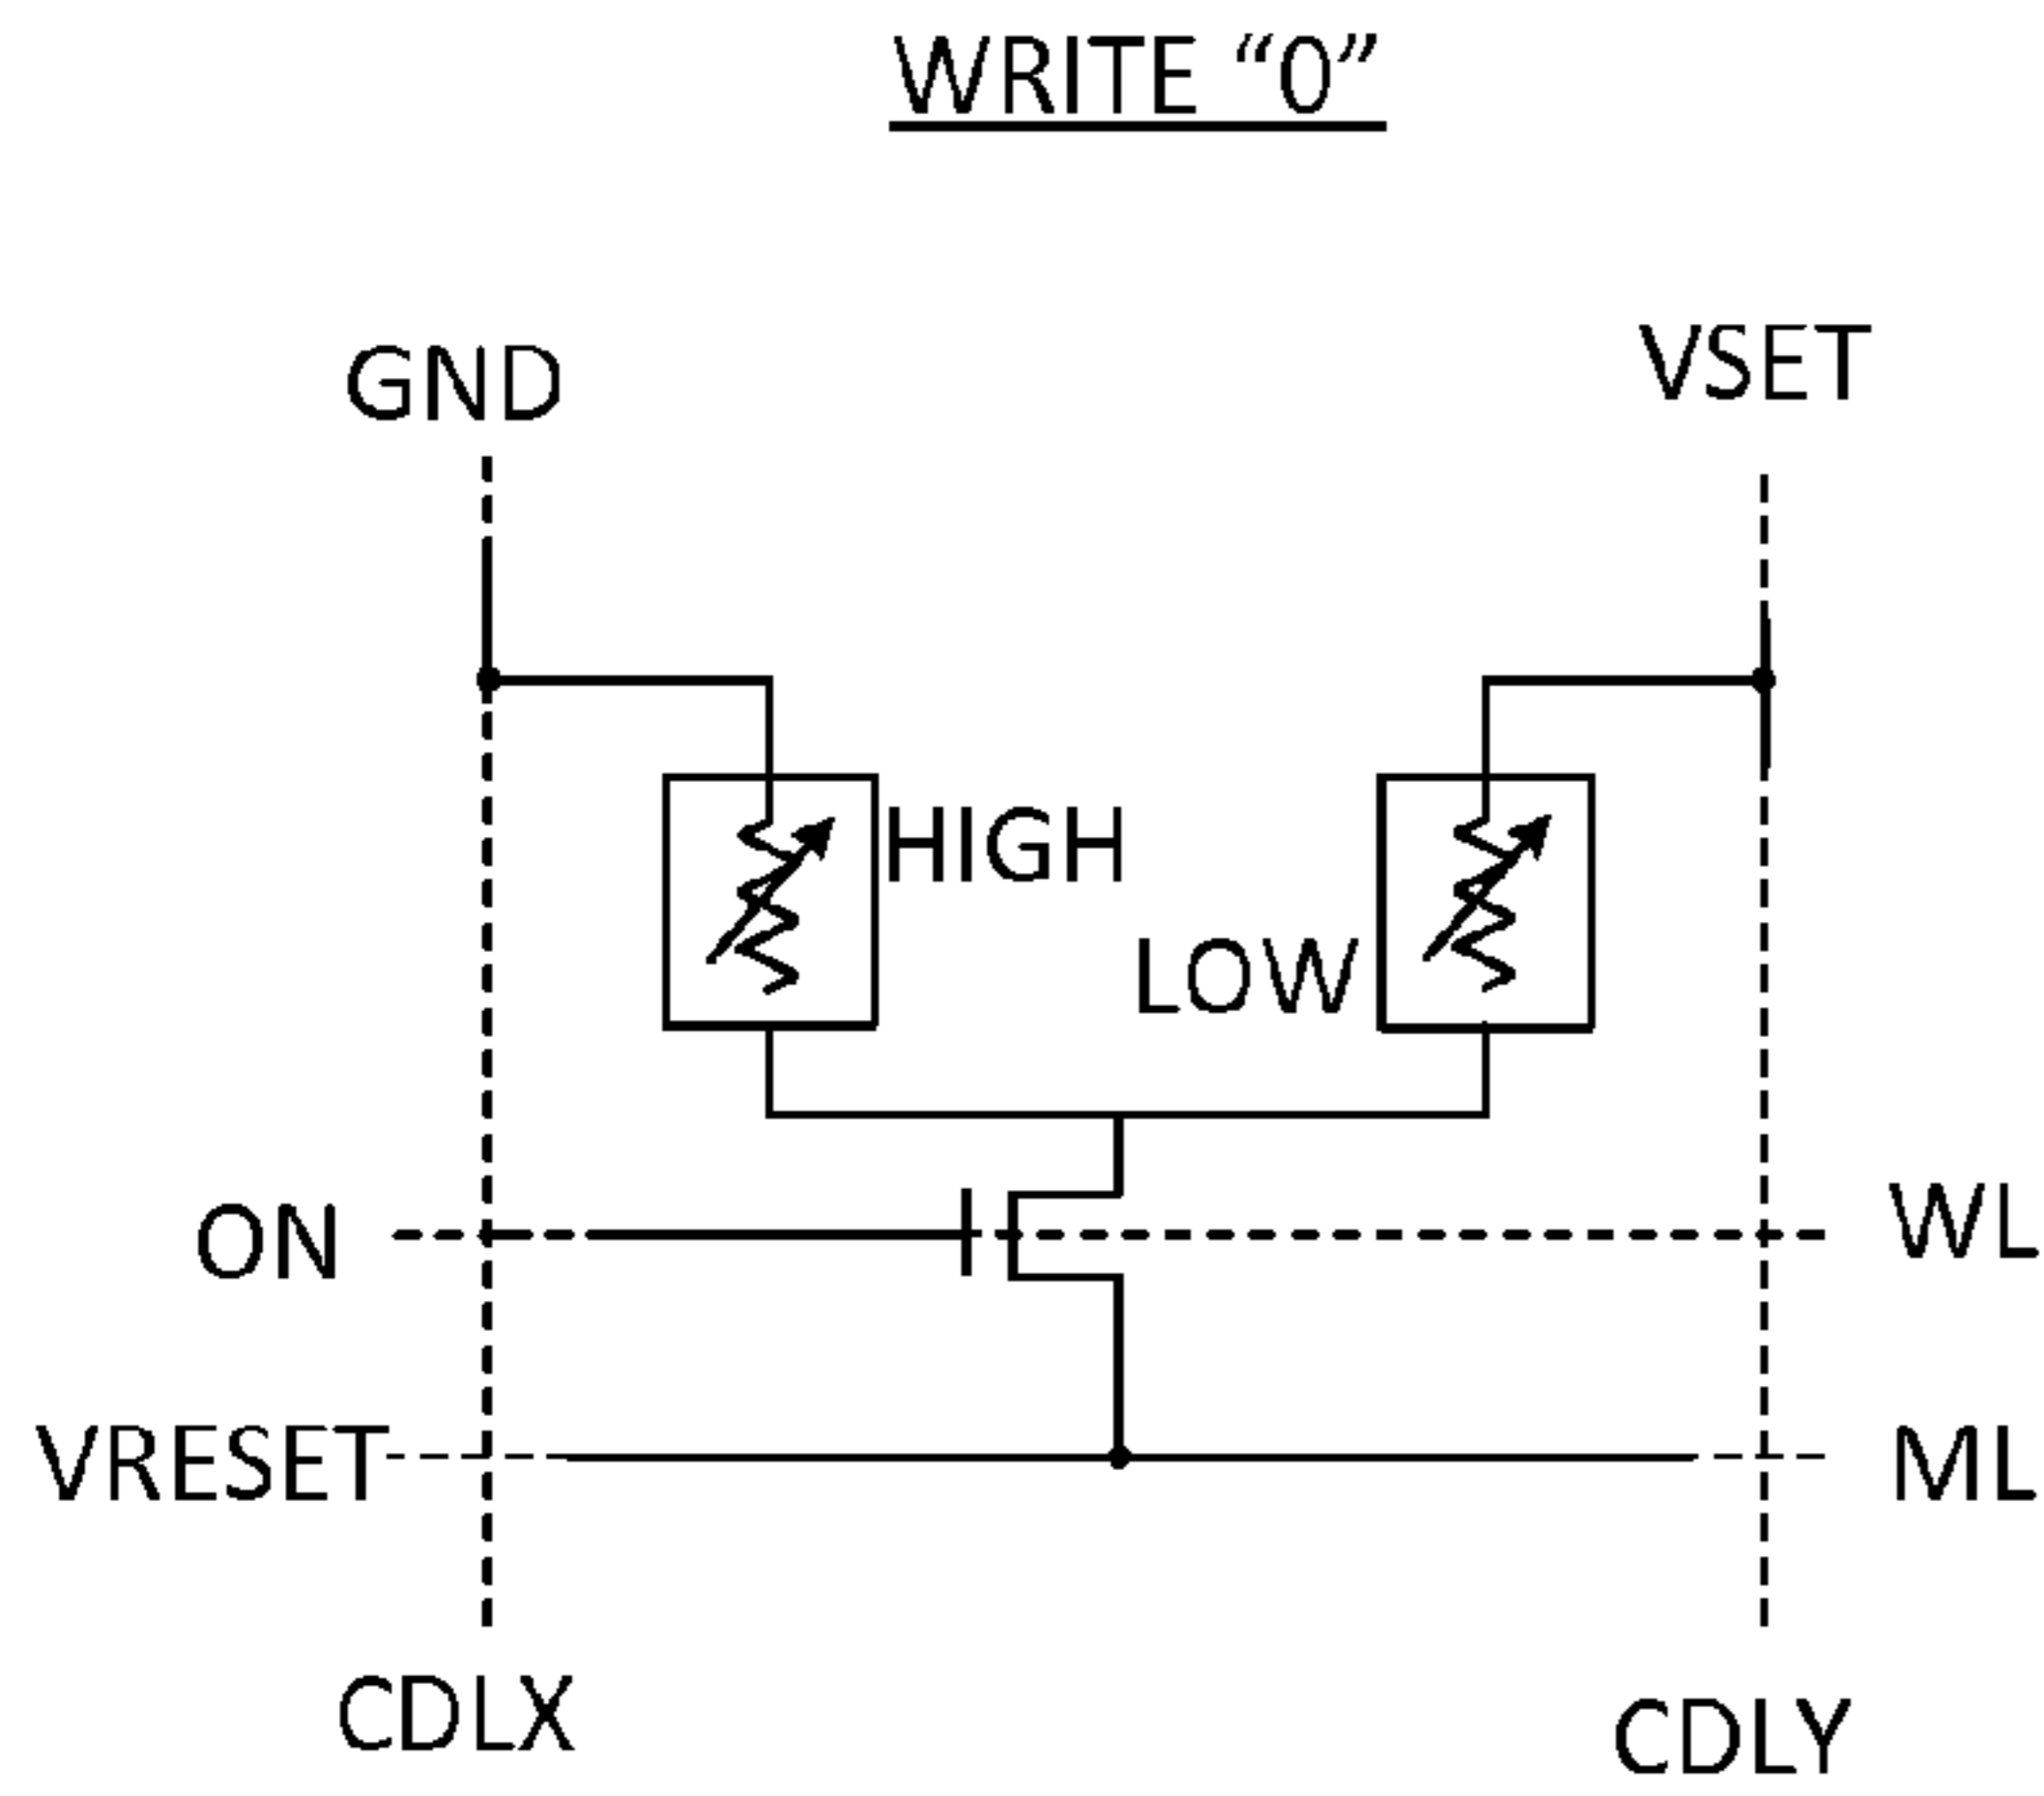 WRITE “0”
GND
VSET
HIGH
LOW
ON
WL
VRESET
ML
CDLX
CDLY